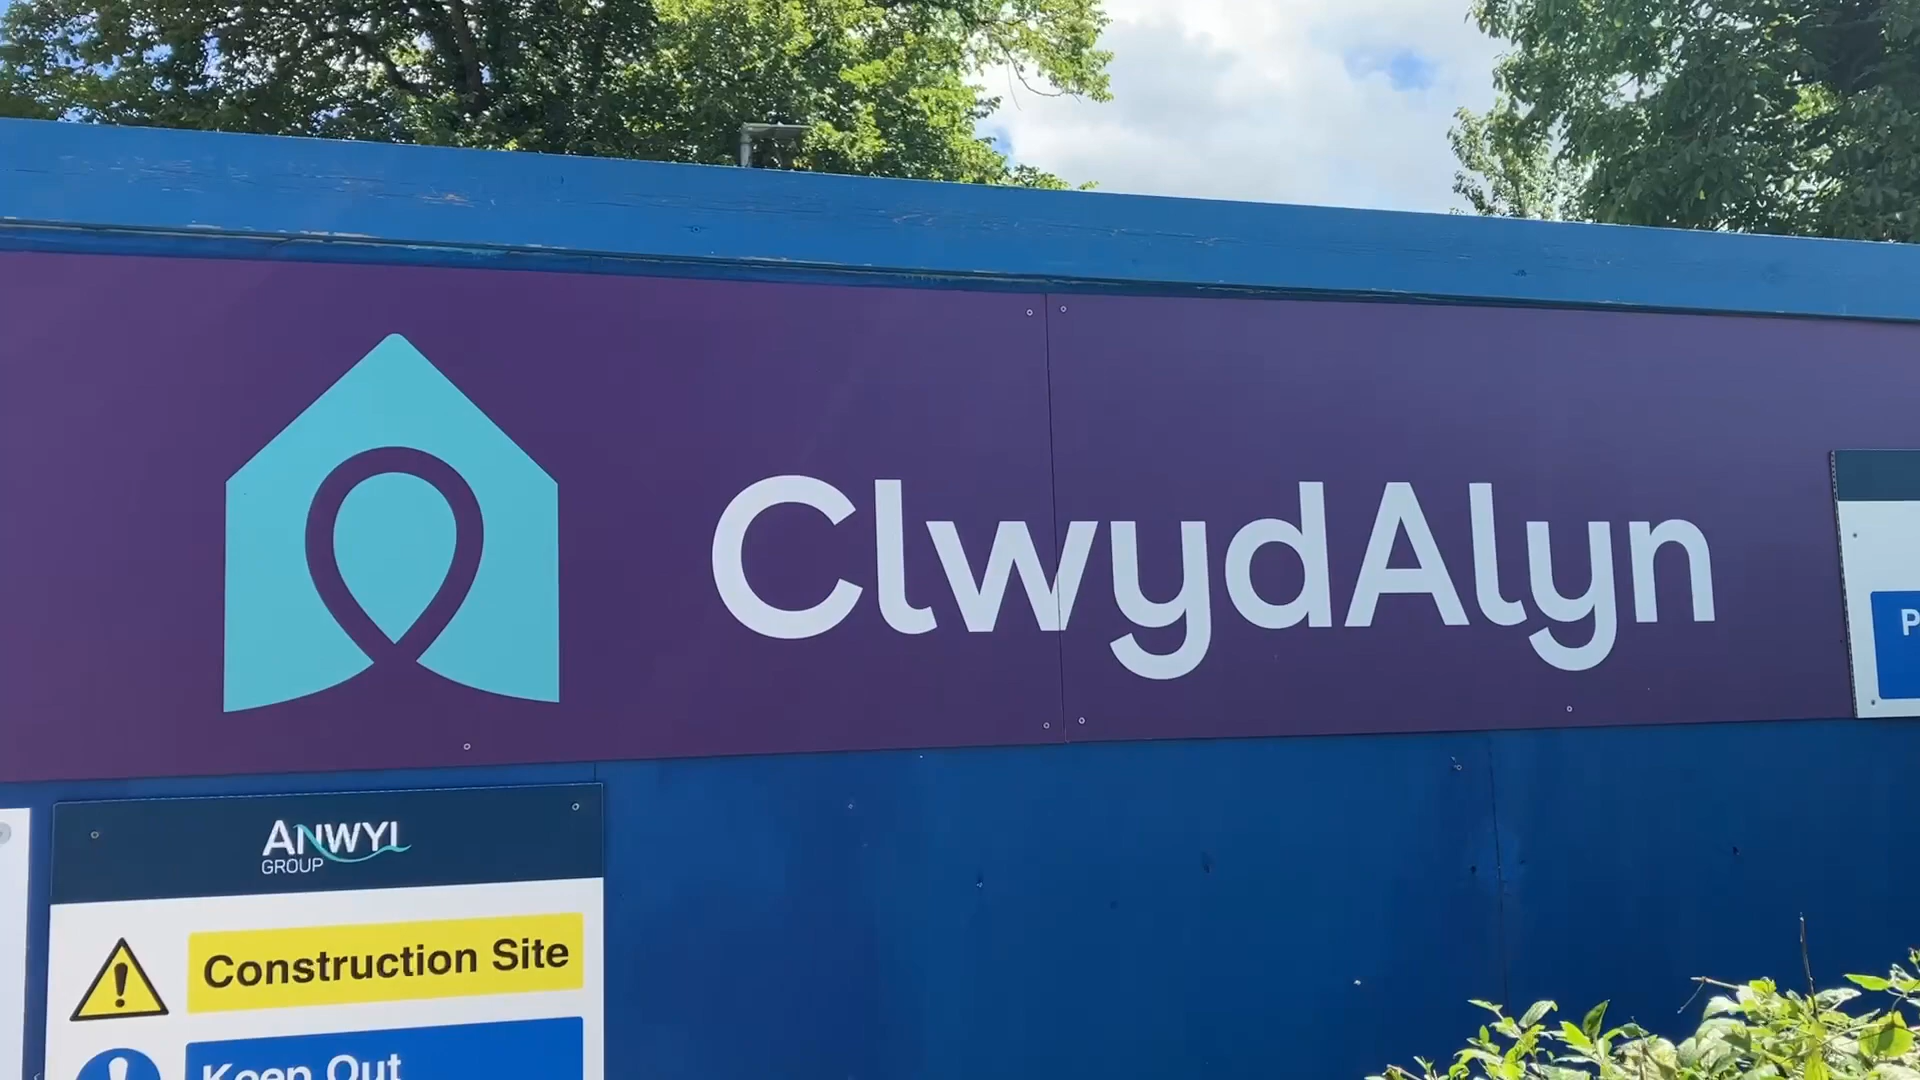 ClwydAlyn
ANWYL
GROUP
Construction Site
Keep Out
P